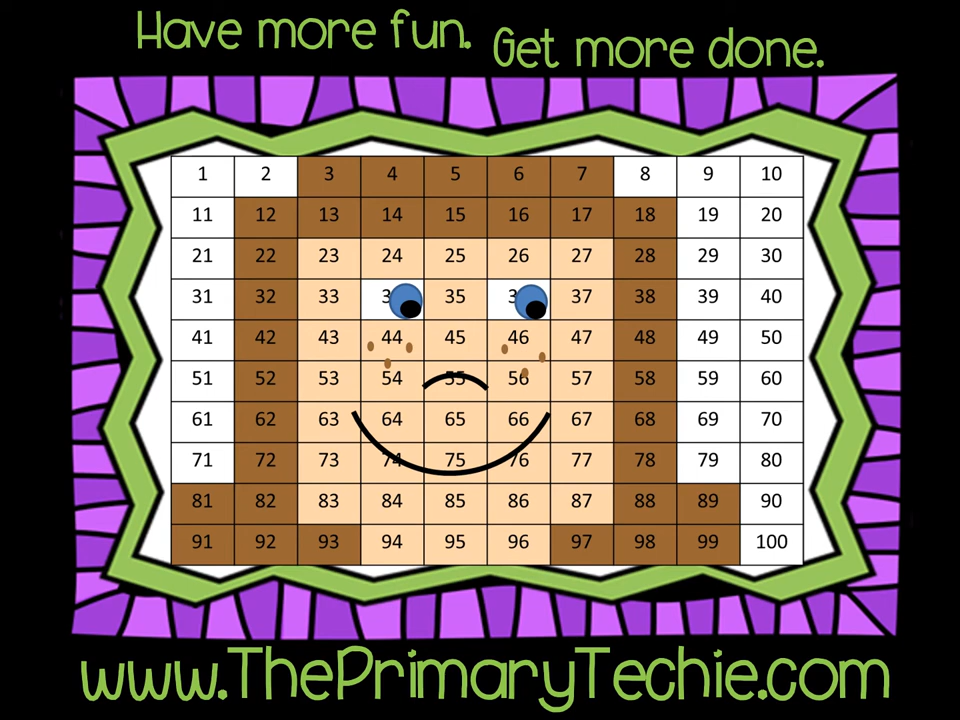 Have more fun. Get more done.
1 2 3 4 5 6 7 8 9 10
11 12 13 14 15 16 17 18 19 20
21 22 23 24 25 26 27 28 29 30
31 32 33 35 37 38 39 40
41 42 43 44 45 46 47 48 49 50
51 52 53 54 55 56 57 58 59 60
61 62 63 64 65 66 67 68 69 70
71 72 73 74 75 76 77 78 79 80
81 82 83 84 85 86 87 88 89 90
91 92 93 94 95 96 97 98 99 100
www.ThePrimaryTechie.com